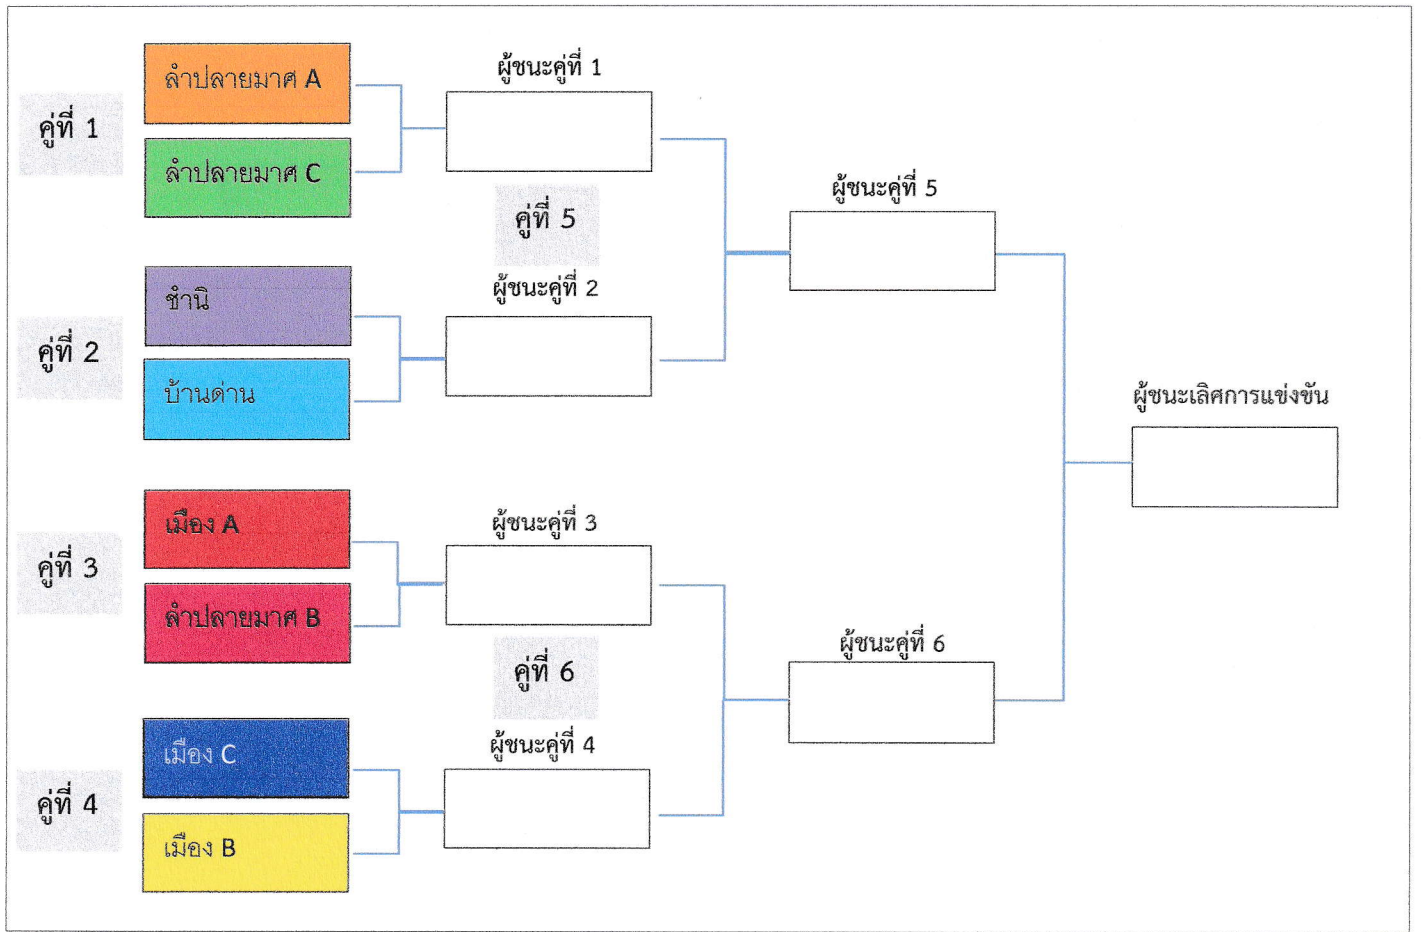 ลำปลายมาศ A
ผู้ชนะคู่ที่ 1
คู่ที่ 1
ลำปลายมาศ C
ผู้ชนะคู่ที่ 5
คู่ที่ 5
ชำนิ
ผู้ชนะคู่ที่ 2
คู่ที่ 2
บ้านด่าน
ผู้ชนะเลิศการแข่งขัน
เมือง A
ผู้ชนะคู่ที่ 3
คู่ที่ 3
ลำปลายมาศ B
ผู้ชนะคู่ที่ 6
คู่ที่ 6
เมือง C
ผู้ชนะคู่ที่ 4
คู่ที่ 4
เมือง B